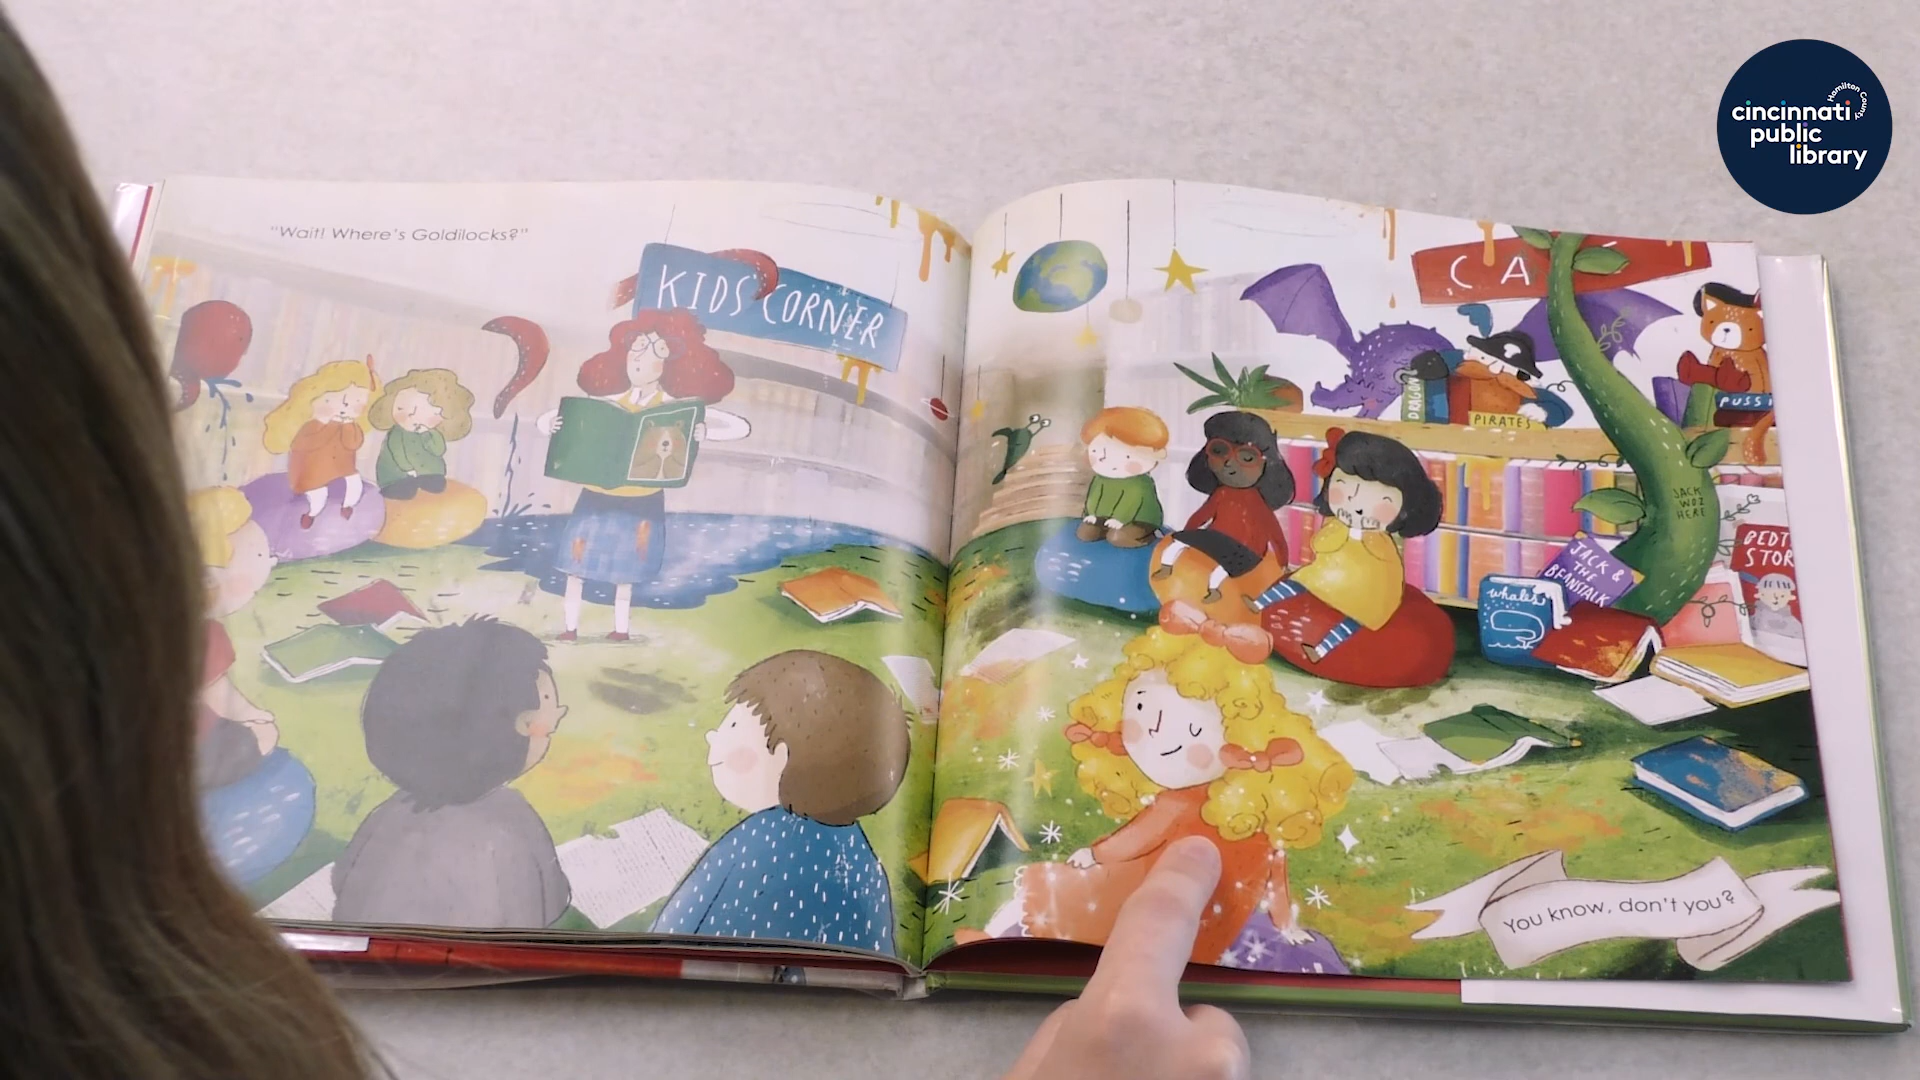 Hamilton County
cincinnati
public
library
"Wait! Where's Goldilocks?"
KIDS' CORNER
C A
DRAGON
PIRATES
PUSS I
JACK
WOZ
HERE
BEDT
STOR
JACK &
THE
BEANSTALK
whales
You know, don't you?